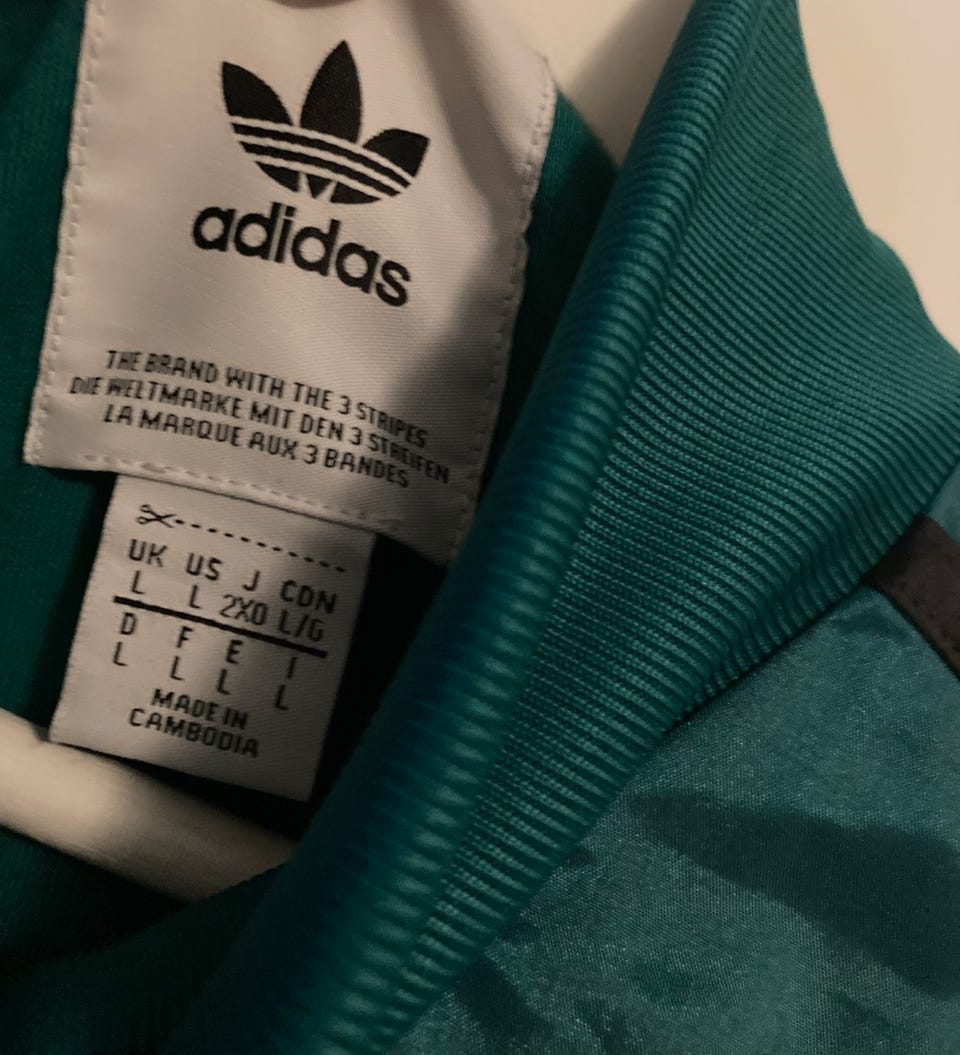 adidas
THE BRAND WITH THE 3 STRIPES
DIE WELTMARKE MIT DEN 3 STREIFEN
LA MARQUE AUX 3 BANDES
UK US J CDN
L L 2XO L/G
D F E I
L L L L
MADE IN
CAMBODIA